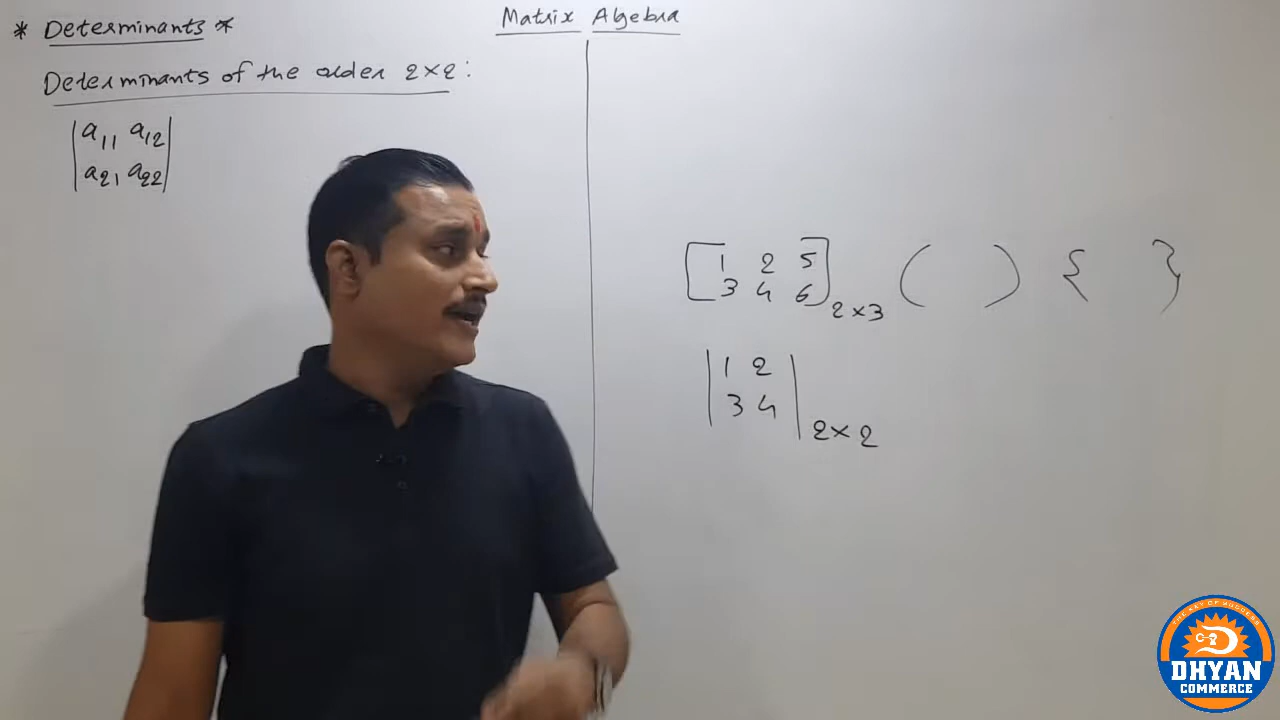 Matrix Algebra
* Determinants *
Determinants of the order 2×2:
|a11 a12|
|a21 a22|
[1 2 5
3 4 6]2×3 ( ) { }
|1 2
3 4|2×2
DHYAN
COMMERCE